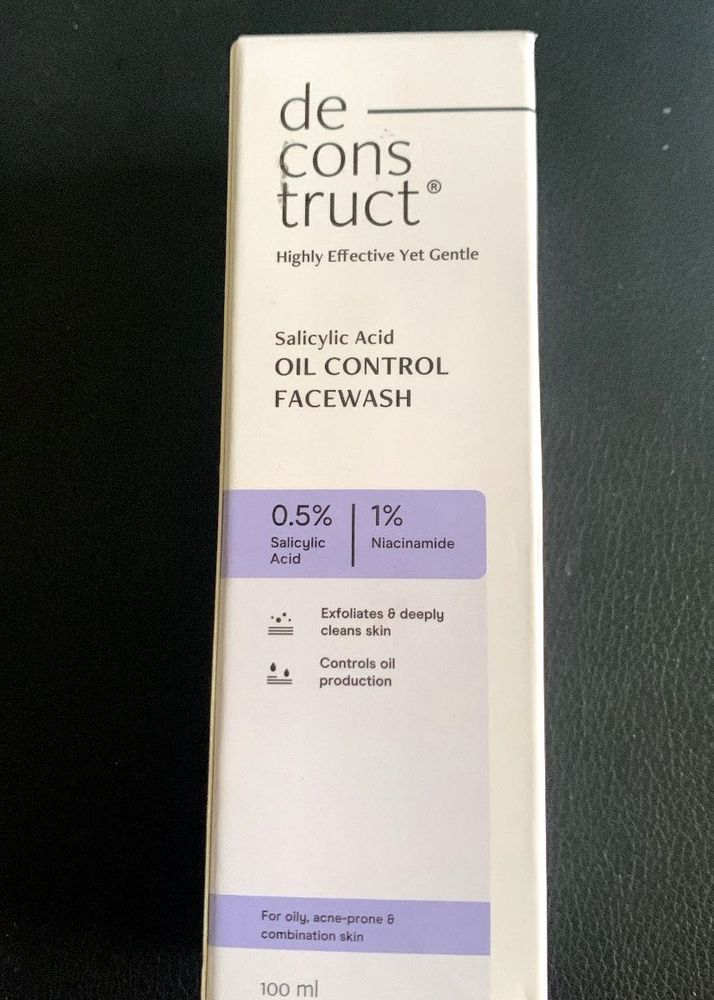 de
cons
truct®
Highly Effective Yet Gentle
Salicylic Acid
OIL CONTROL
FACEWASH
0.5%
Salicylic
Acid
1%
Niacinamide
Exfoliates & deeply
cleans skin
Controls oil
production
For oily, acne-prone &
combination skin
100 ml